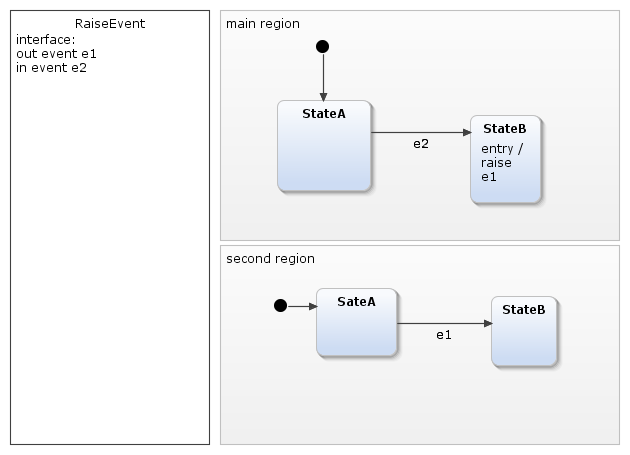 RaiseEvent
interface:
out event e1
in event e2
main region
StateA
e2
StateB
entry /
raise
e1
second region
SateA
e1
StateB